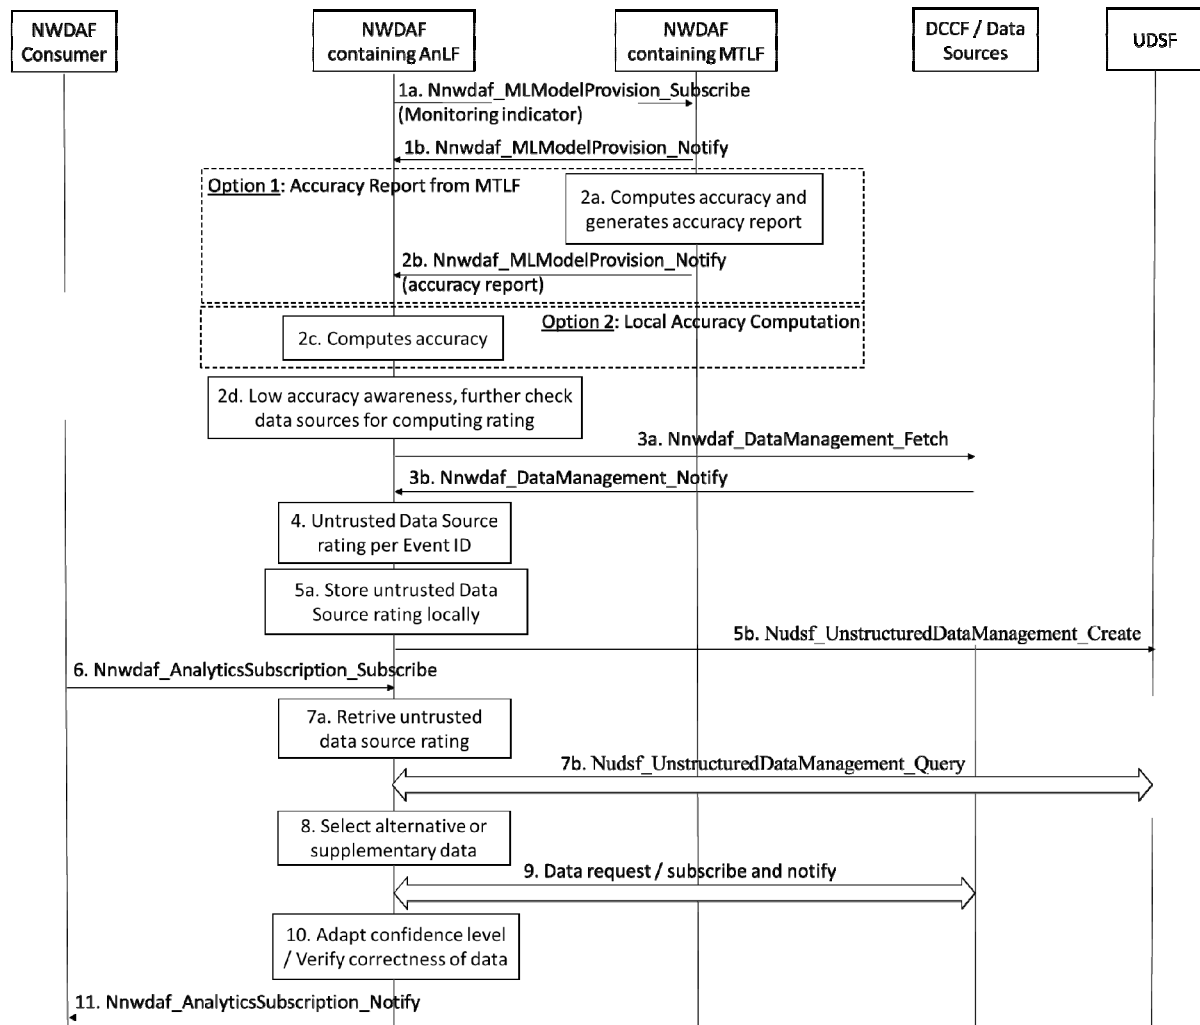 NWDAF
Consumer
NWDAF
containing AnLF
NWDAF
containing MTLF
DCCF / Data
Sources
UDSF
1a. Nnwdaf_MLModelProvision_Subscribe
(Monitoring indicator)
1b. Nnwdaf_MLModelProvision_Notify
Option 1: Accuracy Report from MTLF
2a. Computes accuracy and
generates accuracy report
2b. Nnwdaf_MLModelProvision_Notify
(accuracy report)
Option 2: Local Accuracy Computation
2c. Computes accuracy
2d. Low accuracy awareness, further check
data sources for computing rating
3a. Nnwdaf_DataManagement_Fetch
3b. Nnwdaf_DataManagement_Notify
4. Untrusted Data Source
rating per Event ID
5a. Store untrusted Data
Source rating locally
5b. Nudsf_UnstructuredDataManagement_Create
6. Nnwdaf_AnalyticsSubscription_Subscribe
7a. Retrive untrusted
data source rating
7b. Nudsf_UnstructuredDataManagement_Query
8. Select alternative or
supplementary data
9. Data request / subscribe and notify
10. Adapt confidence level
/ Verify correctness of data
11. Nnwdaf_AnalyticsSubscription_Notify